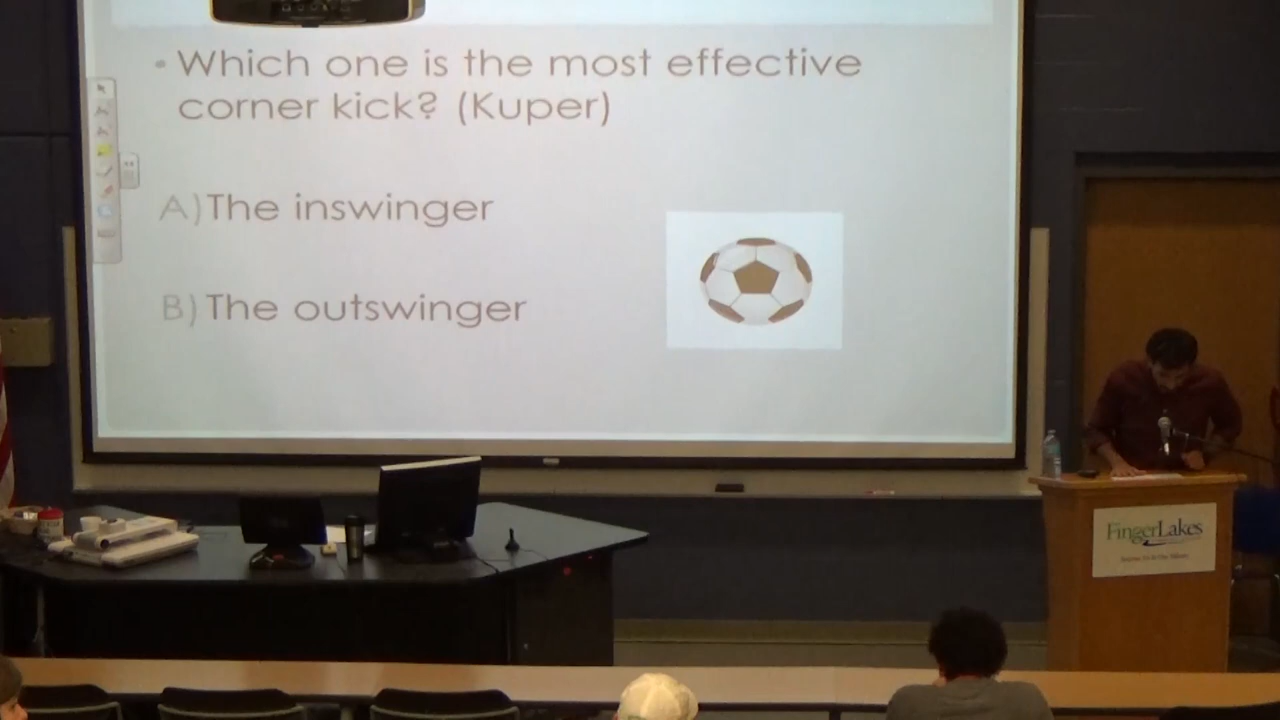 • Which one is the most effective
corner kick? (Kuper)
A) The inswinger
B) The outswinger
FingerLakes